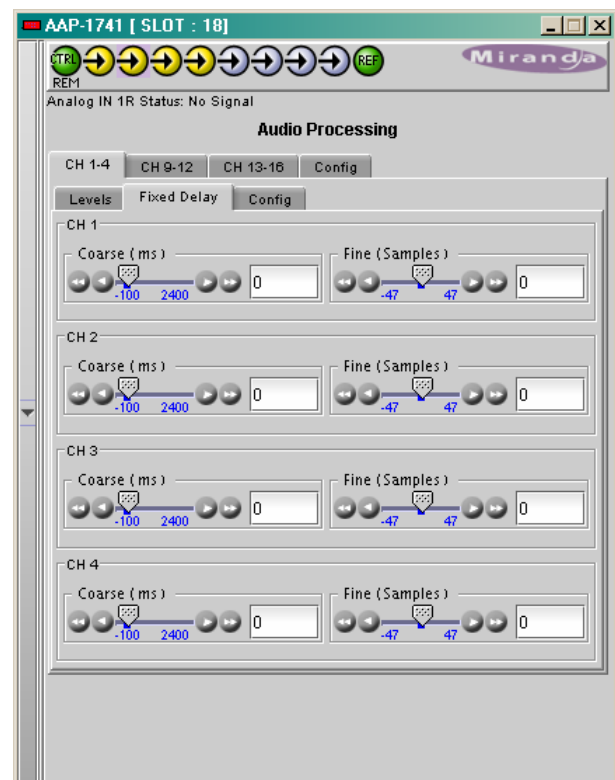 AAP-1741 [ SLOT : 18]
CTRL REF Miranda
REM
Analog IN 1R Status: No Signal
Audio Processing
CH 1-4 CH 9-12 CH 13-16 Config
Levels Fixed Delay Config
CH 1
Coarse ( ms ) Fine ( Samples )
0 0
-100 2400 -47 47
CH 2
Coarse ( ms ) Fine ( Samples )
0 0
-100 2400 -47 47
CH 3
Coarse ( ms ) Fine ( Samples )
0 0
-100 2400 -47 47
CH 4
Coarse ( ms ) Fine ( Samples )
0 0
-100 2400 -47 47